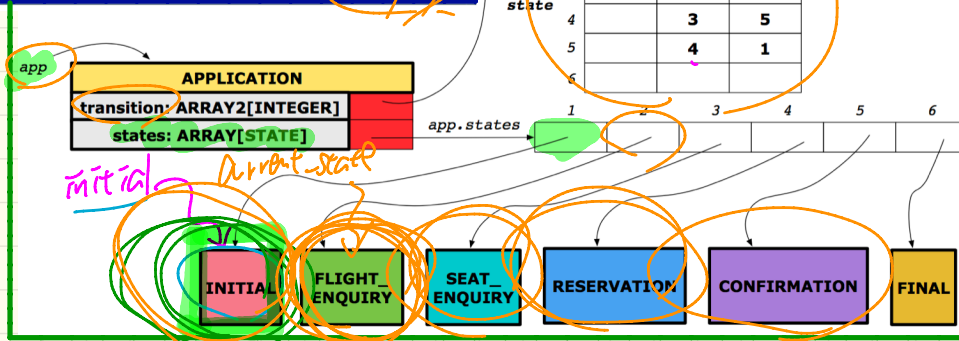 state
4 3 5
5 4 1
6
app
APPLICATION
transition: ARRAY2[INTEGER]
states: ARRAY[STATE]
app.states
1 2 3 4 5 6
initial
current_state
INITIAL
FLIGHT_
ENQUIRY
SEAT_
ENQUIRY
RESERVATION
CONFIRMATION
FINAL